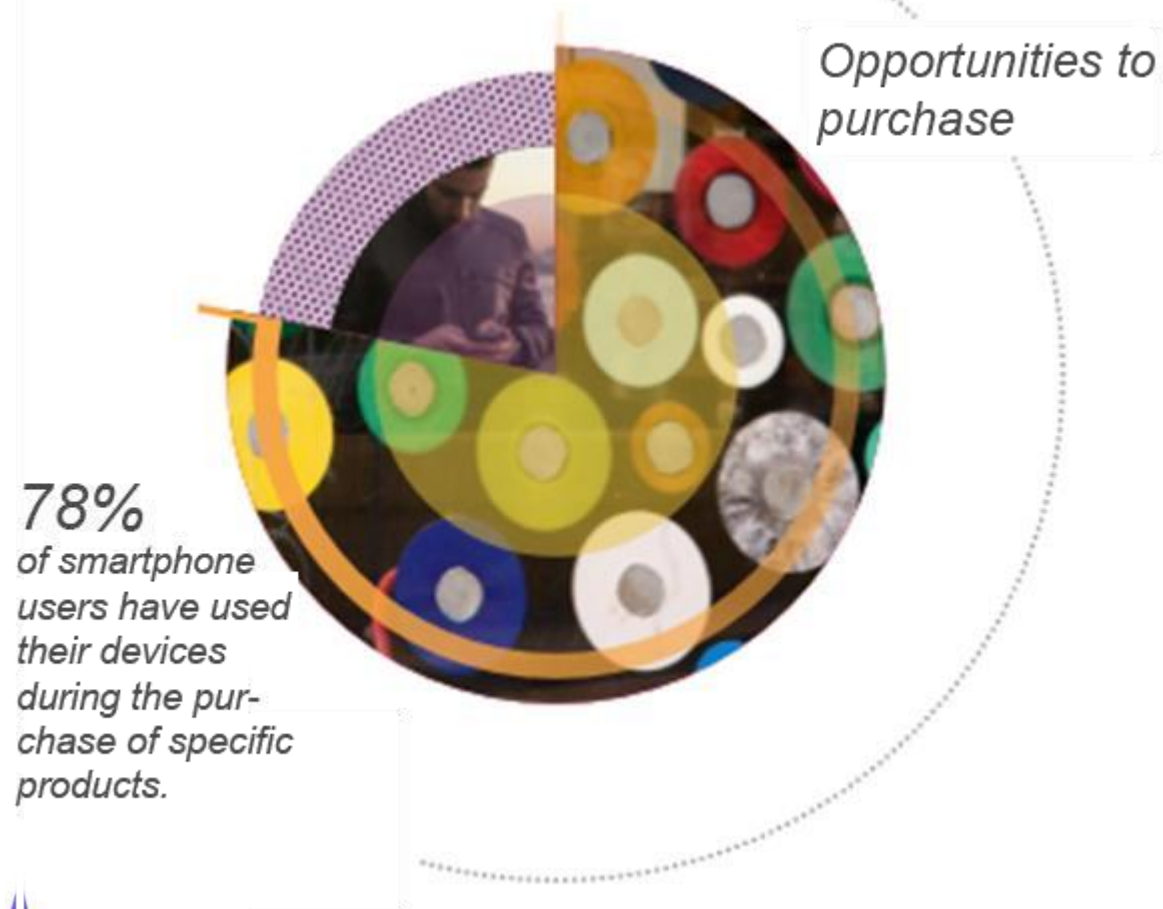 Opportunities to
purchase
78%
of smartphone
users have used
their devices
during the pur-
chase of specific
products.